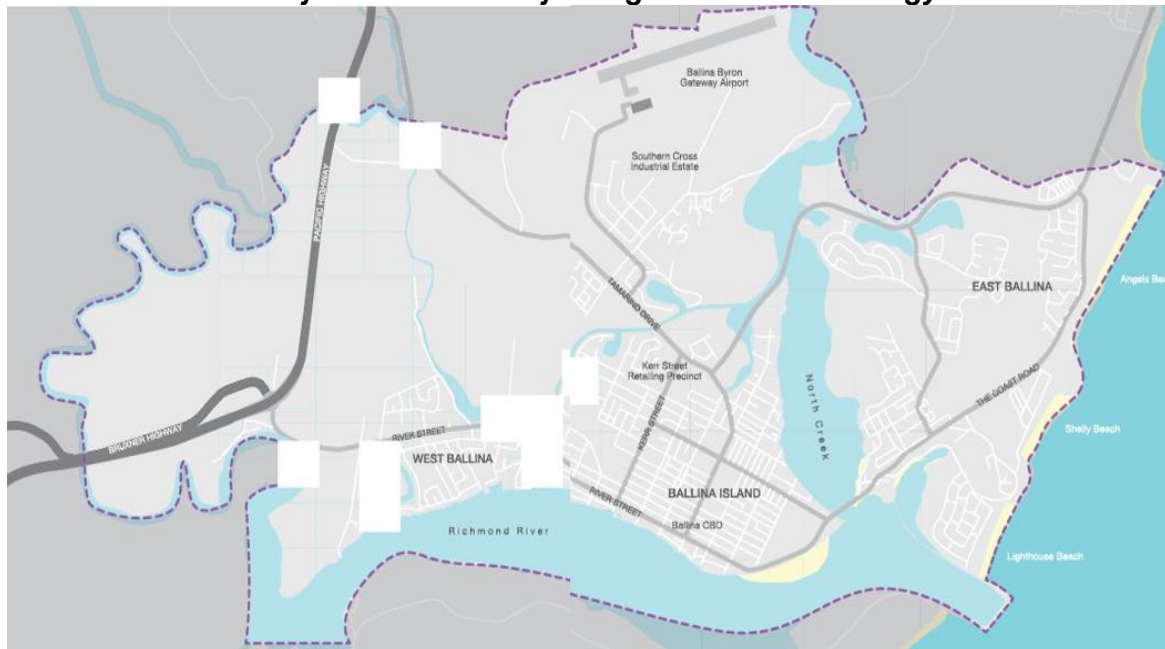 Ballina Byron
Gateway Airport
Southern Cross
Industrial Estate
PACIFIC HIGHWAY
TAMARIND DRIVE
EAST BALLINA
Angels
Kerr Street
Retailing Precinct
North Creek
THE COAST ROAD
KERR STREET
Shelly Beach
BRUXNER HIGHWAY
RIVER STREET
WEST BALLINA
RIVER STREET
BALLINA ISLAND
Ballina CBD
Richmond River
Lighthouse Beach